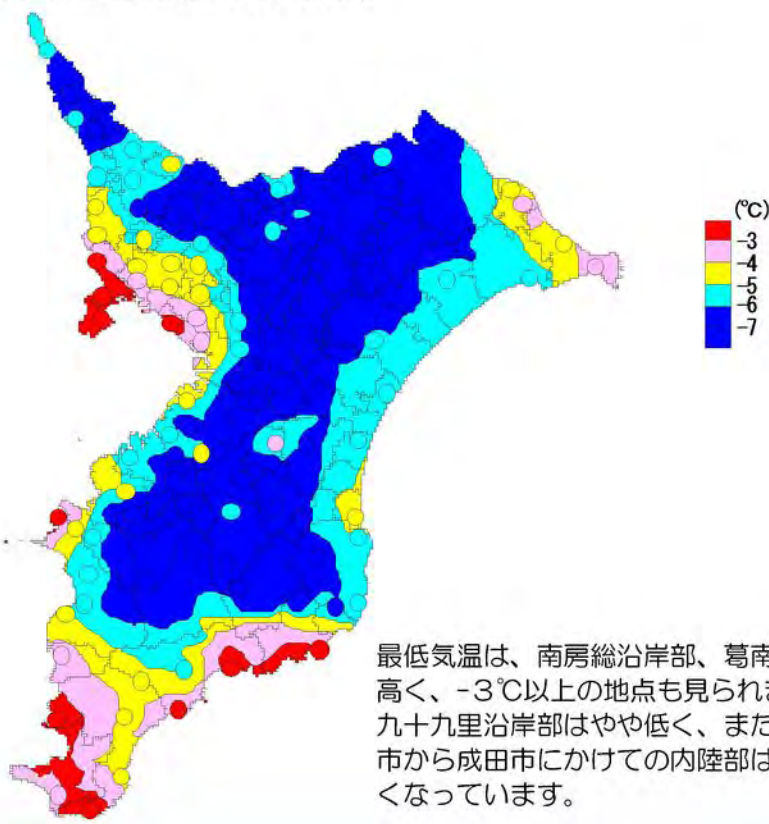 (℃)
-3
-4
-5
-6
-7
最低気温は、南房総沿岸部、葛南
高く、-3℃以上の地点も見られま
九十九里沿岸部はやや低く、また
市から成田市にかけての内陸部は
くなっています。